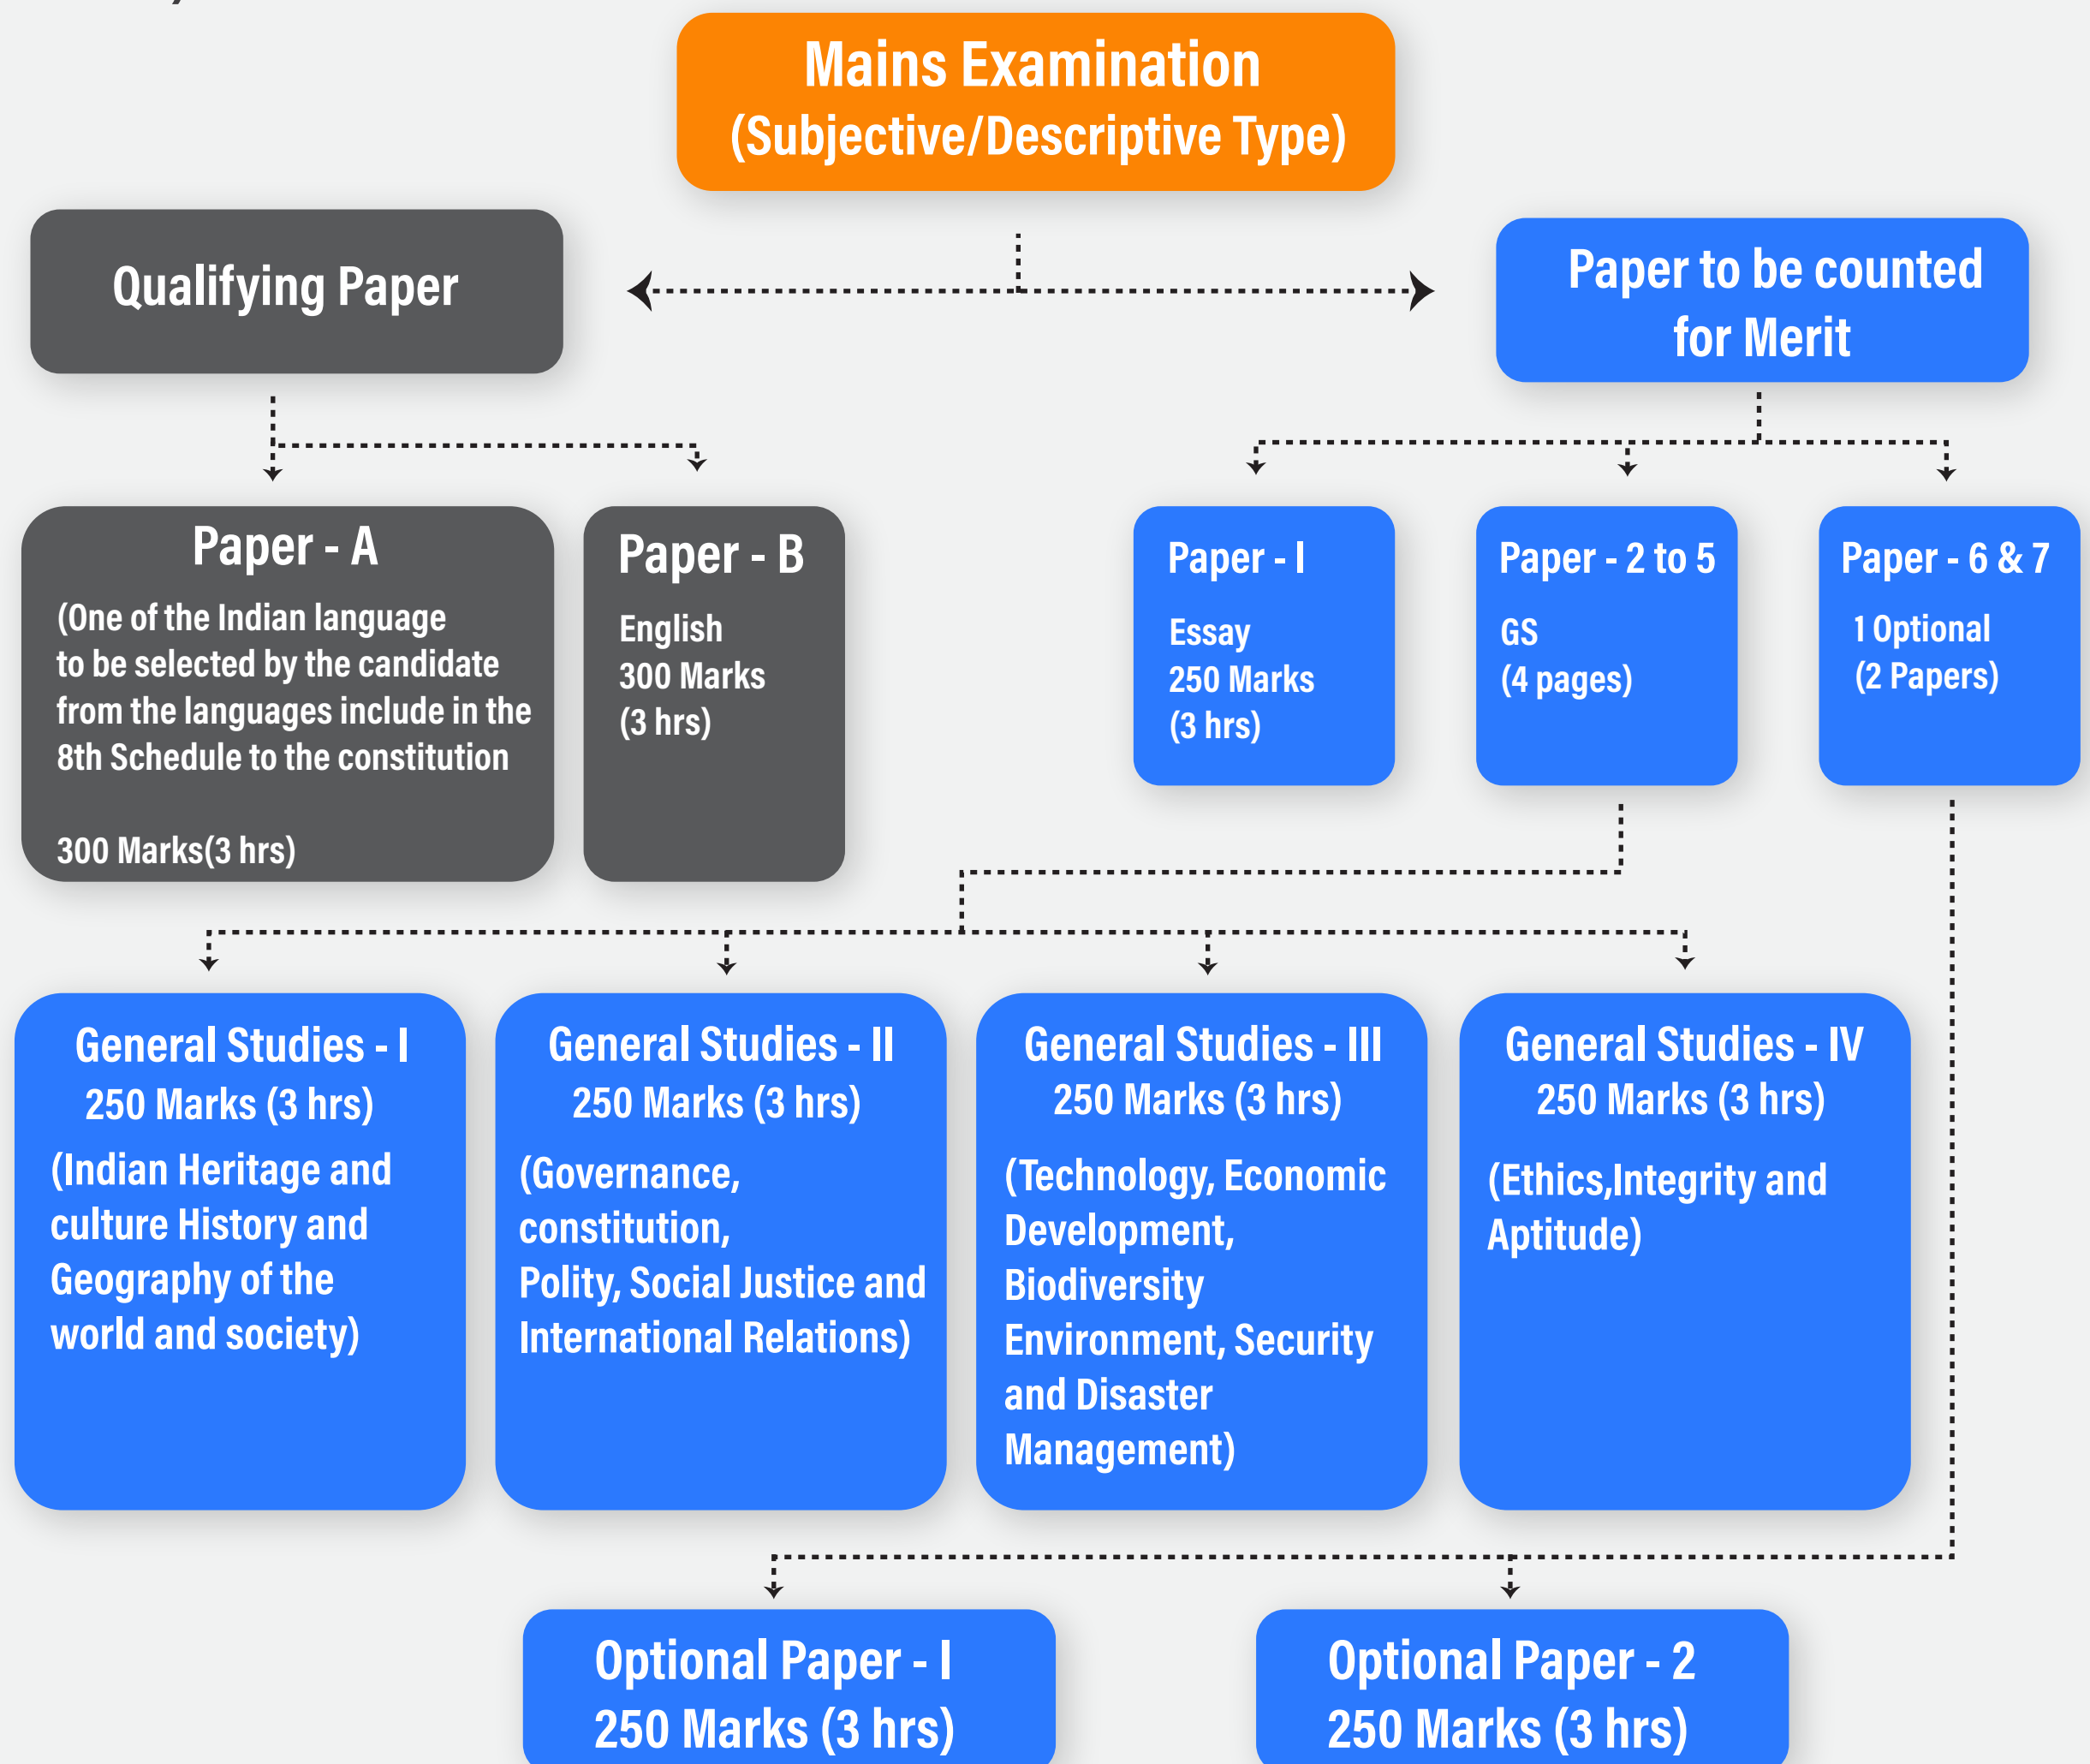 Mains Examination
(Subjective/Descriptive Type)
Qualifying Paper
Paper to be counted
for Merit
Paper - A
(One of the Indian language
to be selected by the candidate
from the languages include in the
8th Schedule to the constitution
300 Marks(3 hrs)
Paper - B
English
300 Marks
(3 hrs)
Paper - I
Essay
250 Marks
(3 hrs)
Paper - 2 to 5
GS
(4 pages)
Paper - 6 & 7
1 Optional
(2 Papers)
General Studies - I
250 Marks (3 hrs)
(Indian Heritage and
culture History and
Geography of the
world and society)
General Studies - II
250 Marks (3 hrs)
(Governance,
constitution,
Polity, Social Justice and
International Relations)
General Studies - III
250 Marks (3 hrs)
(Technology, Economic
Development,
Biodiversity
Environment, Security
and Disaster
Management)
General Studies - IV
250 Marks (3 hrs)
(Ethics,Integrity and
Aptitude)
Optional Paper - I
250 Marks (3 hrs)
Optional Paper - 2
250 Marks (3 hrs)